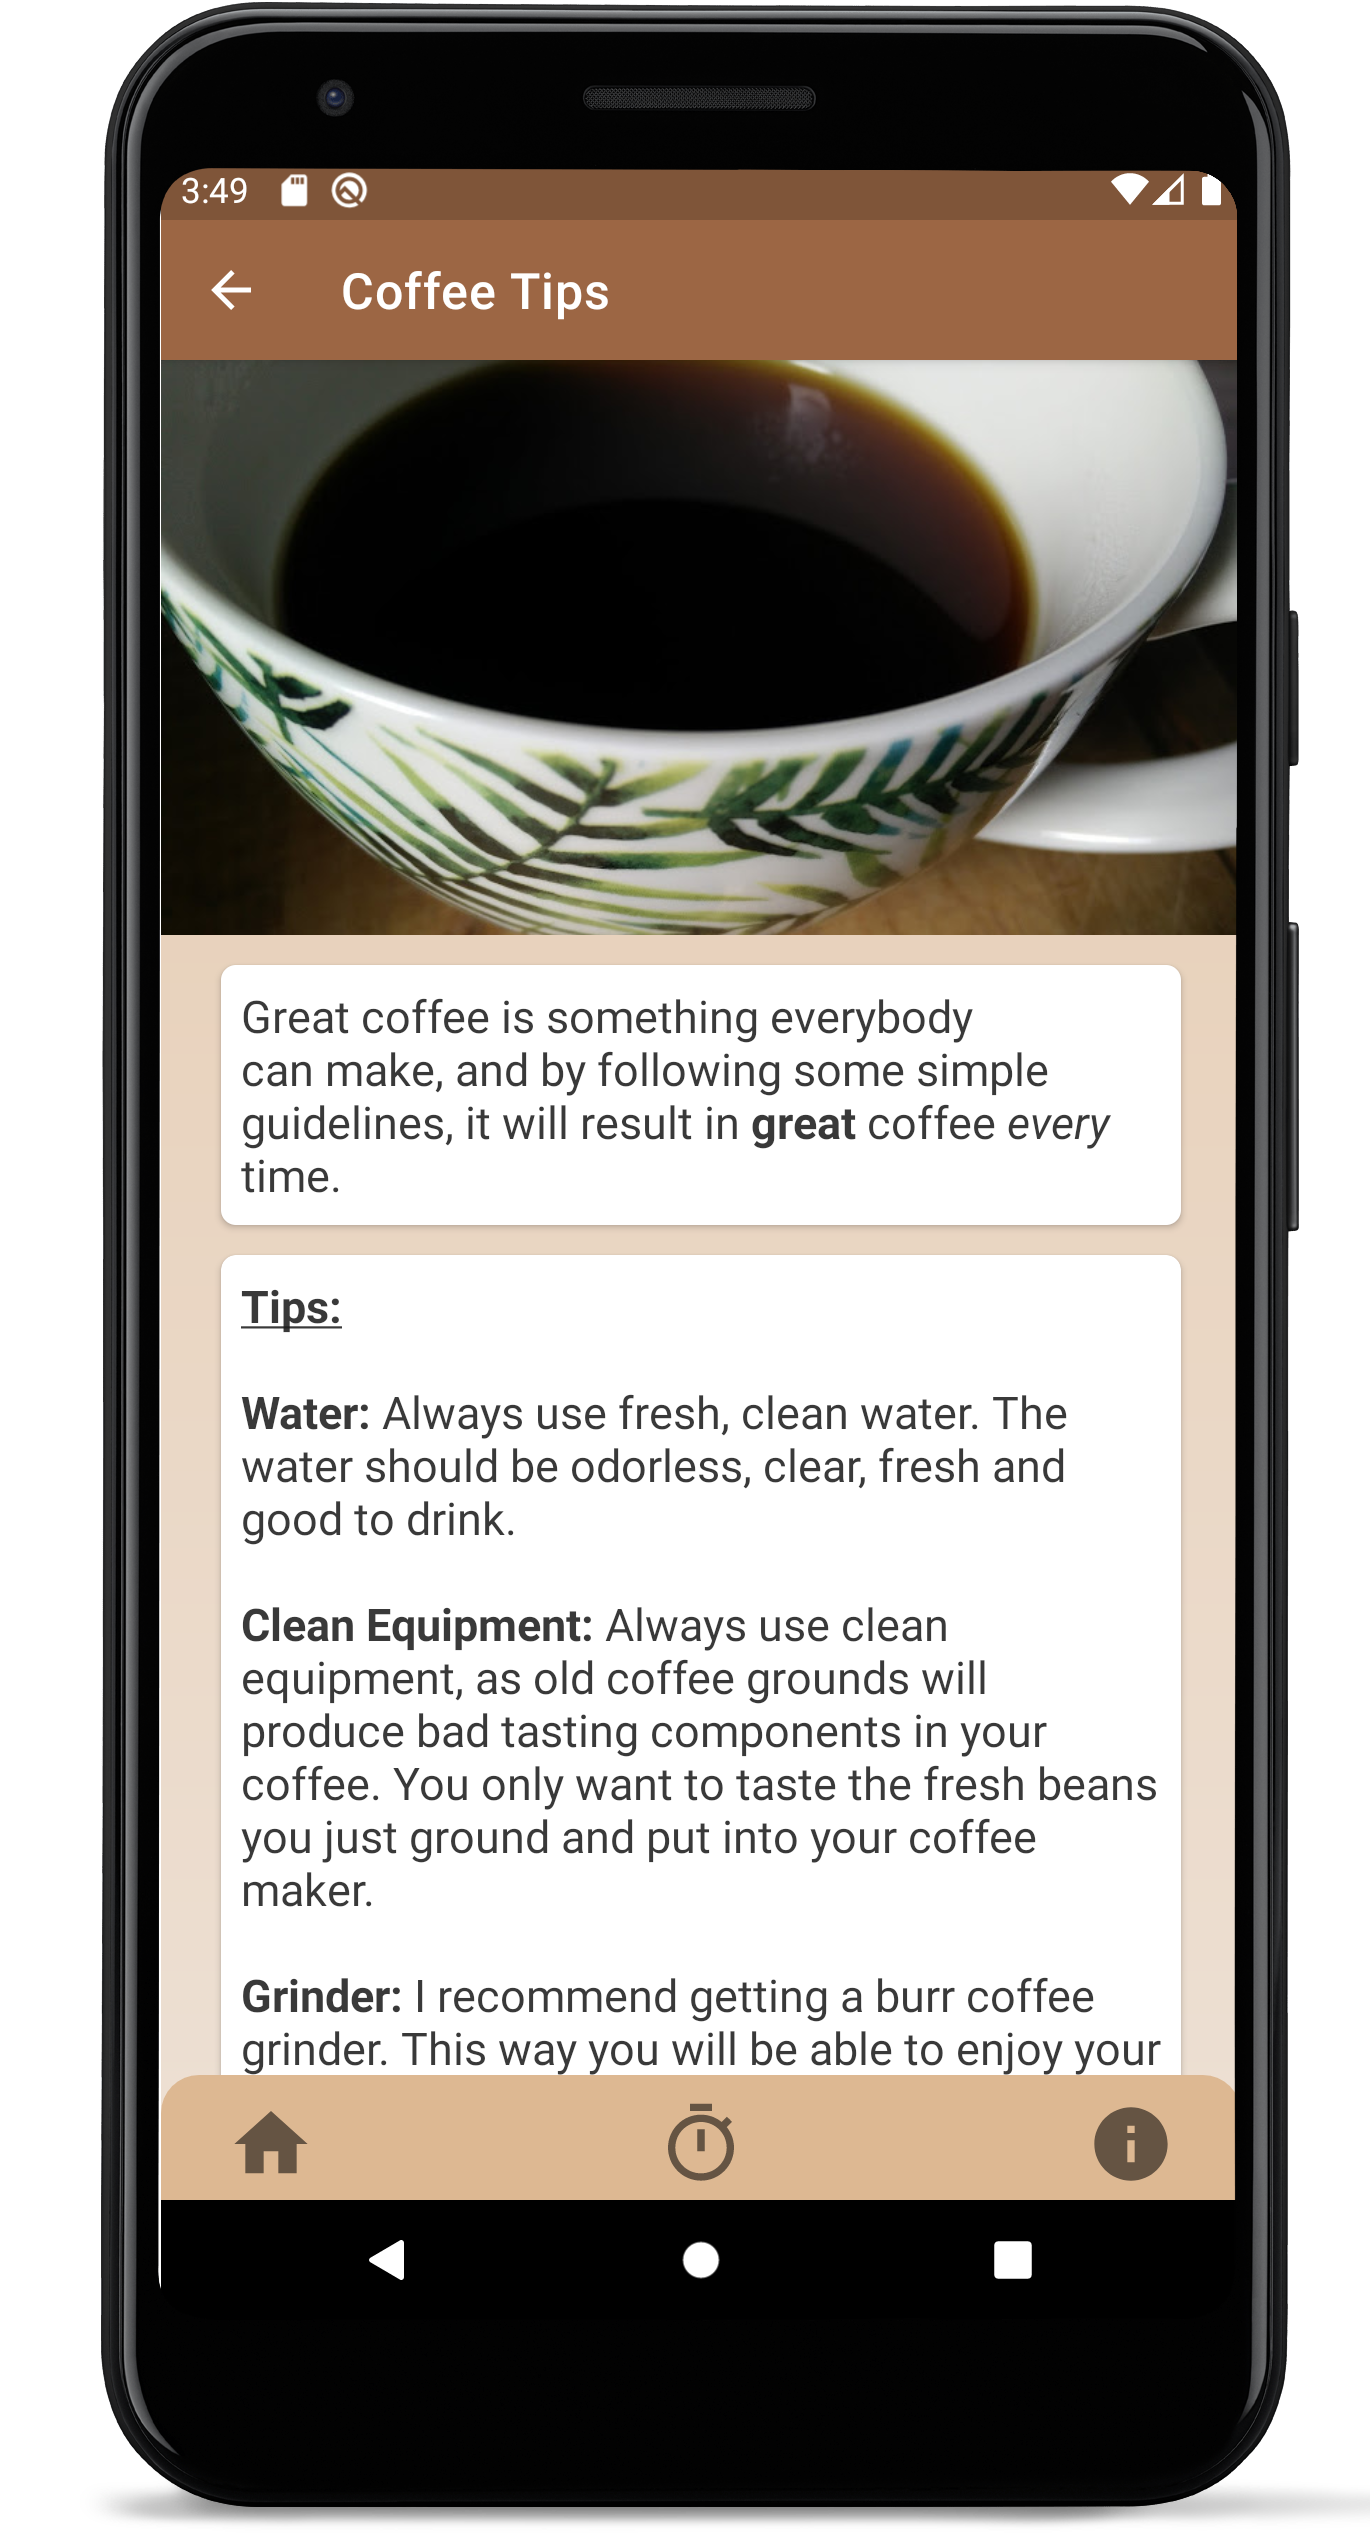 3:49
Coffee Tips
Great coffee is something everybody
can make, and by following some simple
guidelines, it will result in great coffee every
time.
Tips:
Water: Always use fresh, clean water. The
water should be odorless, clear, fresh and
good to drink.
Clean Equipment: Always use clean
equipment, as old coffee grounds will
produce bad tasting components in your
coffee. You only want to taste the fresh beans
you just ground and put into your coffee
maker.
Grinder: I recommend getting a burr coffee
grinder. This way you will be able to enjoy your